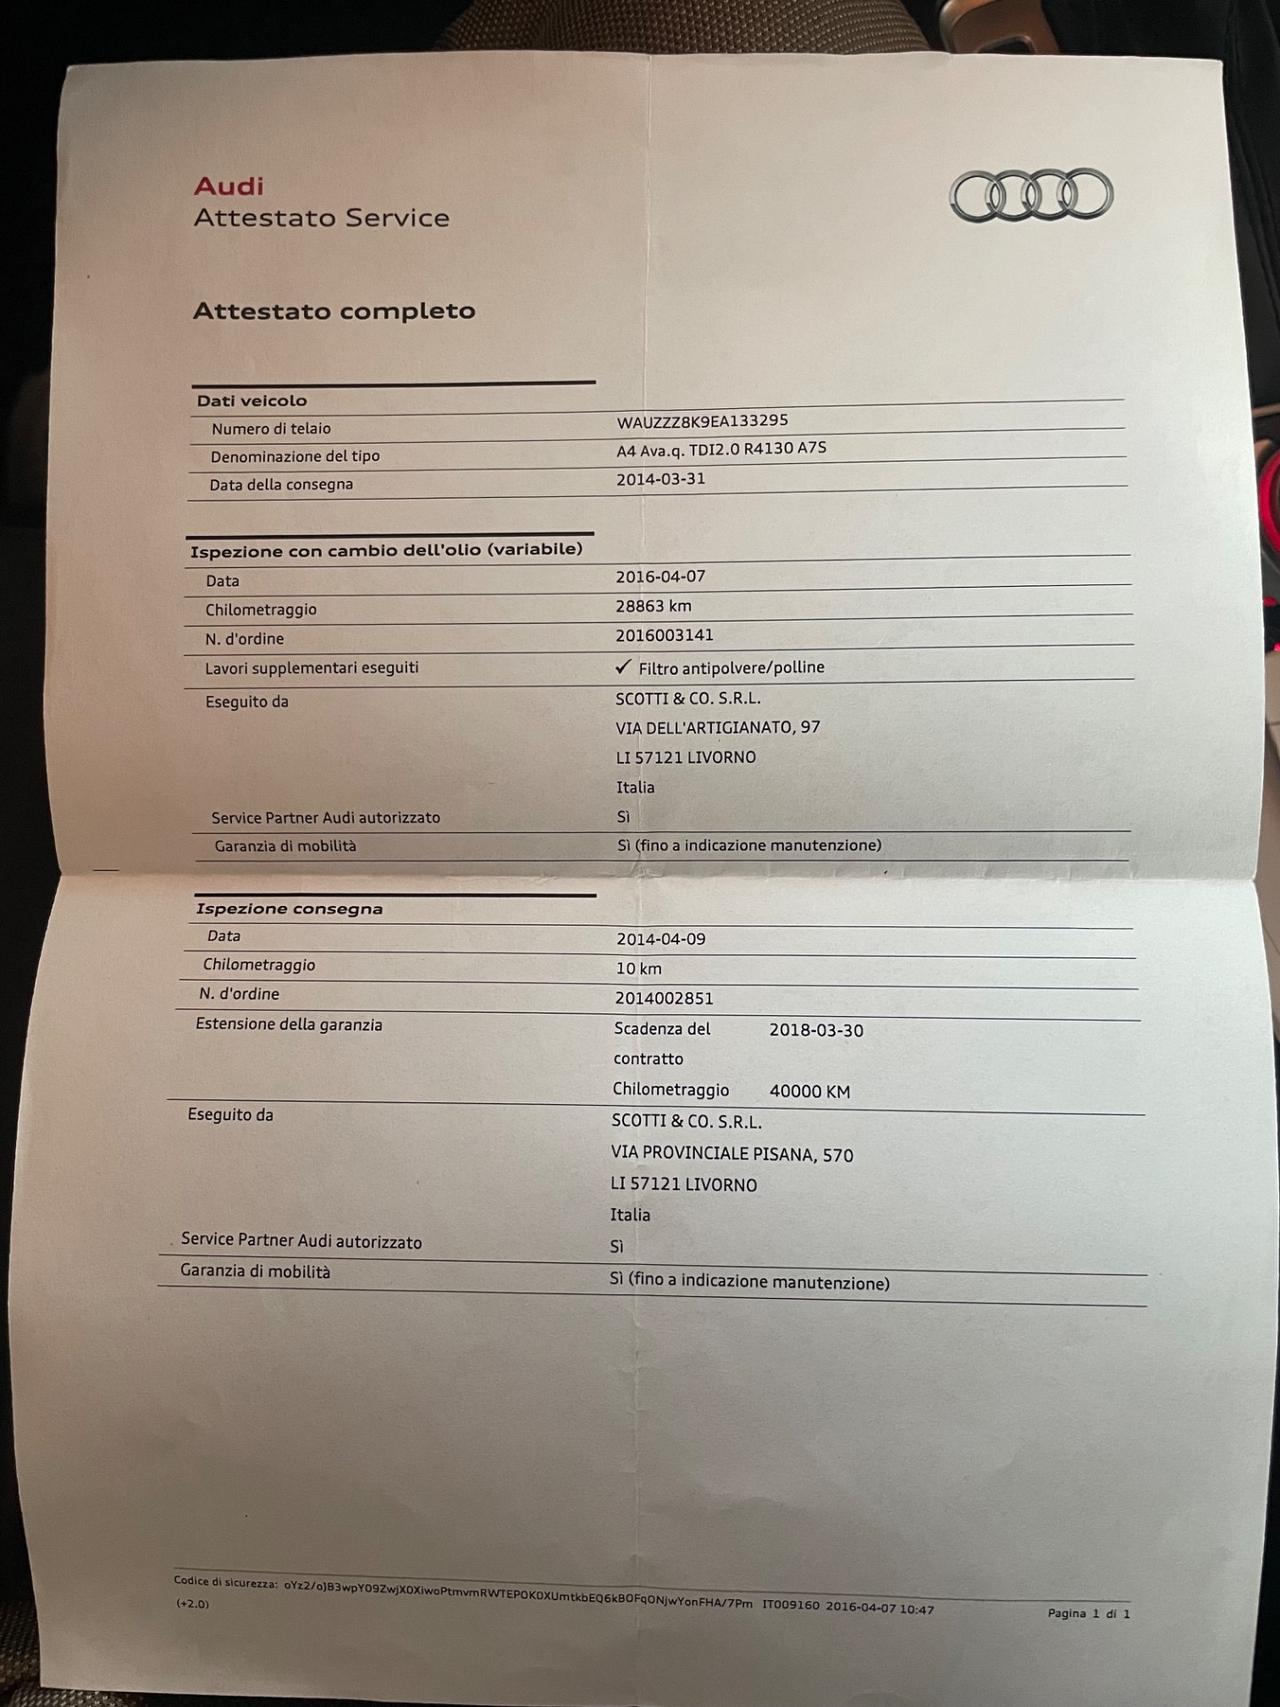 Audi
Attestato Service
Attestato completo
Dati veicolo
Numero di telaio WAUZZZ8K9EA133295
Denominazione del tipo A4 Ava.q. TDI2.0 R4130 A7S
Data della consegna 2014-03-31
Ispezione con cambio dell'olio (variabile)
Data 2016-04-07
Chilometraggio 28863 km
N. d'ordine 2016003141
Lavori supplementari eseguiti ✓ Filtro antipolvere/polline
Eseguito da SCOTTI & CO. S.R.L.
VIA DELL'ARTIGIANATO, 97
LI 57121 LIVORNO
Italia
Service Partner Audi autorizzato Sì
Garanzia di mobilità Sì (fino a indicazione manutenzione)
Ispezione consegna
Data 2014-04-09
Chilometraggio 10 km
N. d'ordine 2014002851
Estensione della garanzia Scadenza del 2018-03-30
contratto
Chilometraggio 40000 KM
Eseguito da SCOTTI & CO. S.R.L.
VIA PROVINCIALE PISANA, 570
LI 57121 LIVORNO
Italia
Service Partner Audi autorizzato Sì
Garanzia di mobilità Sì (fino a indicazione manutenzione)
Codice di sicurezza: IT009160 2016-04-07 10:47
(+2.0) Pagina 1 di 1